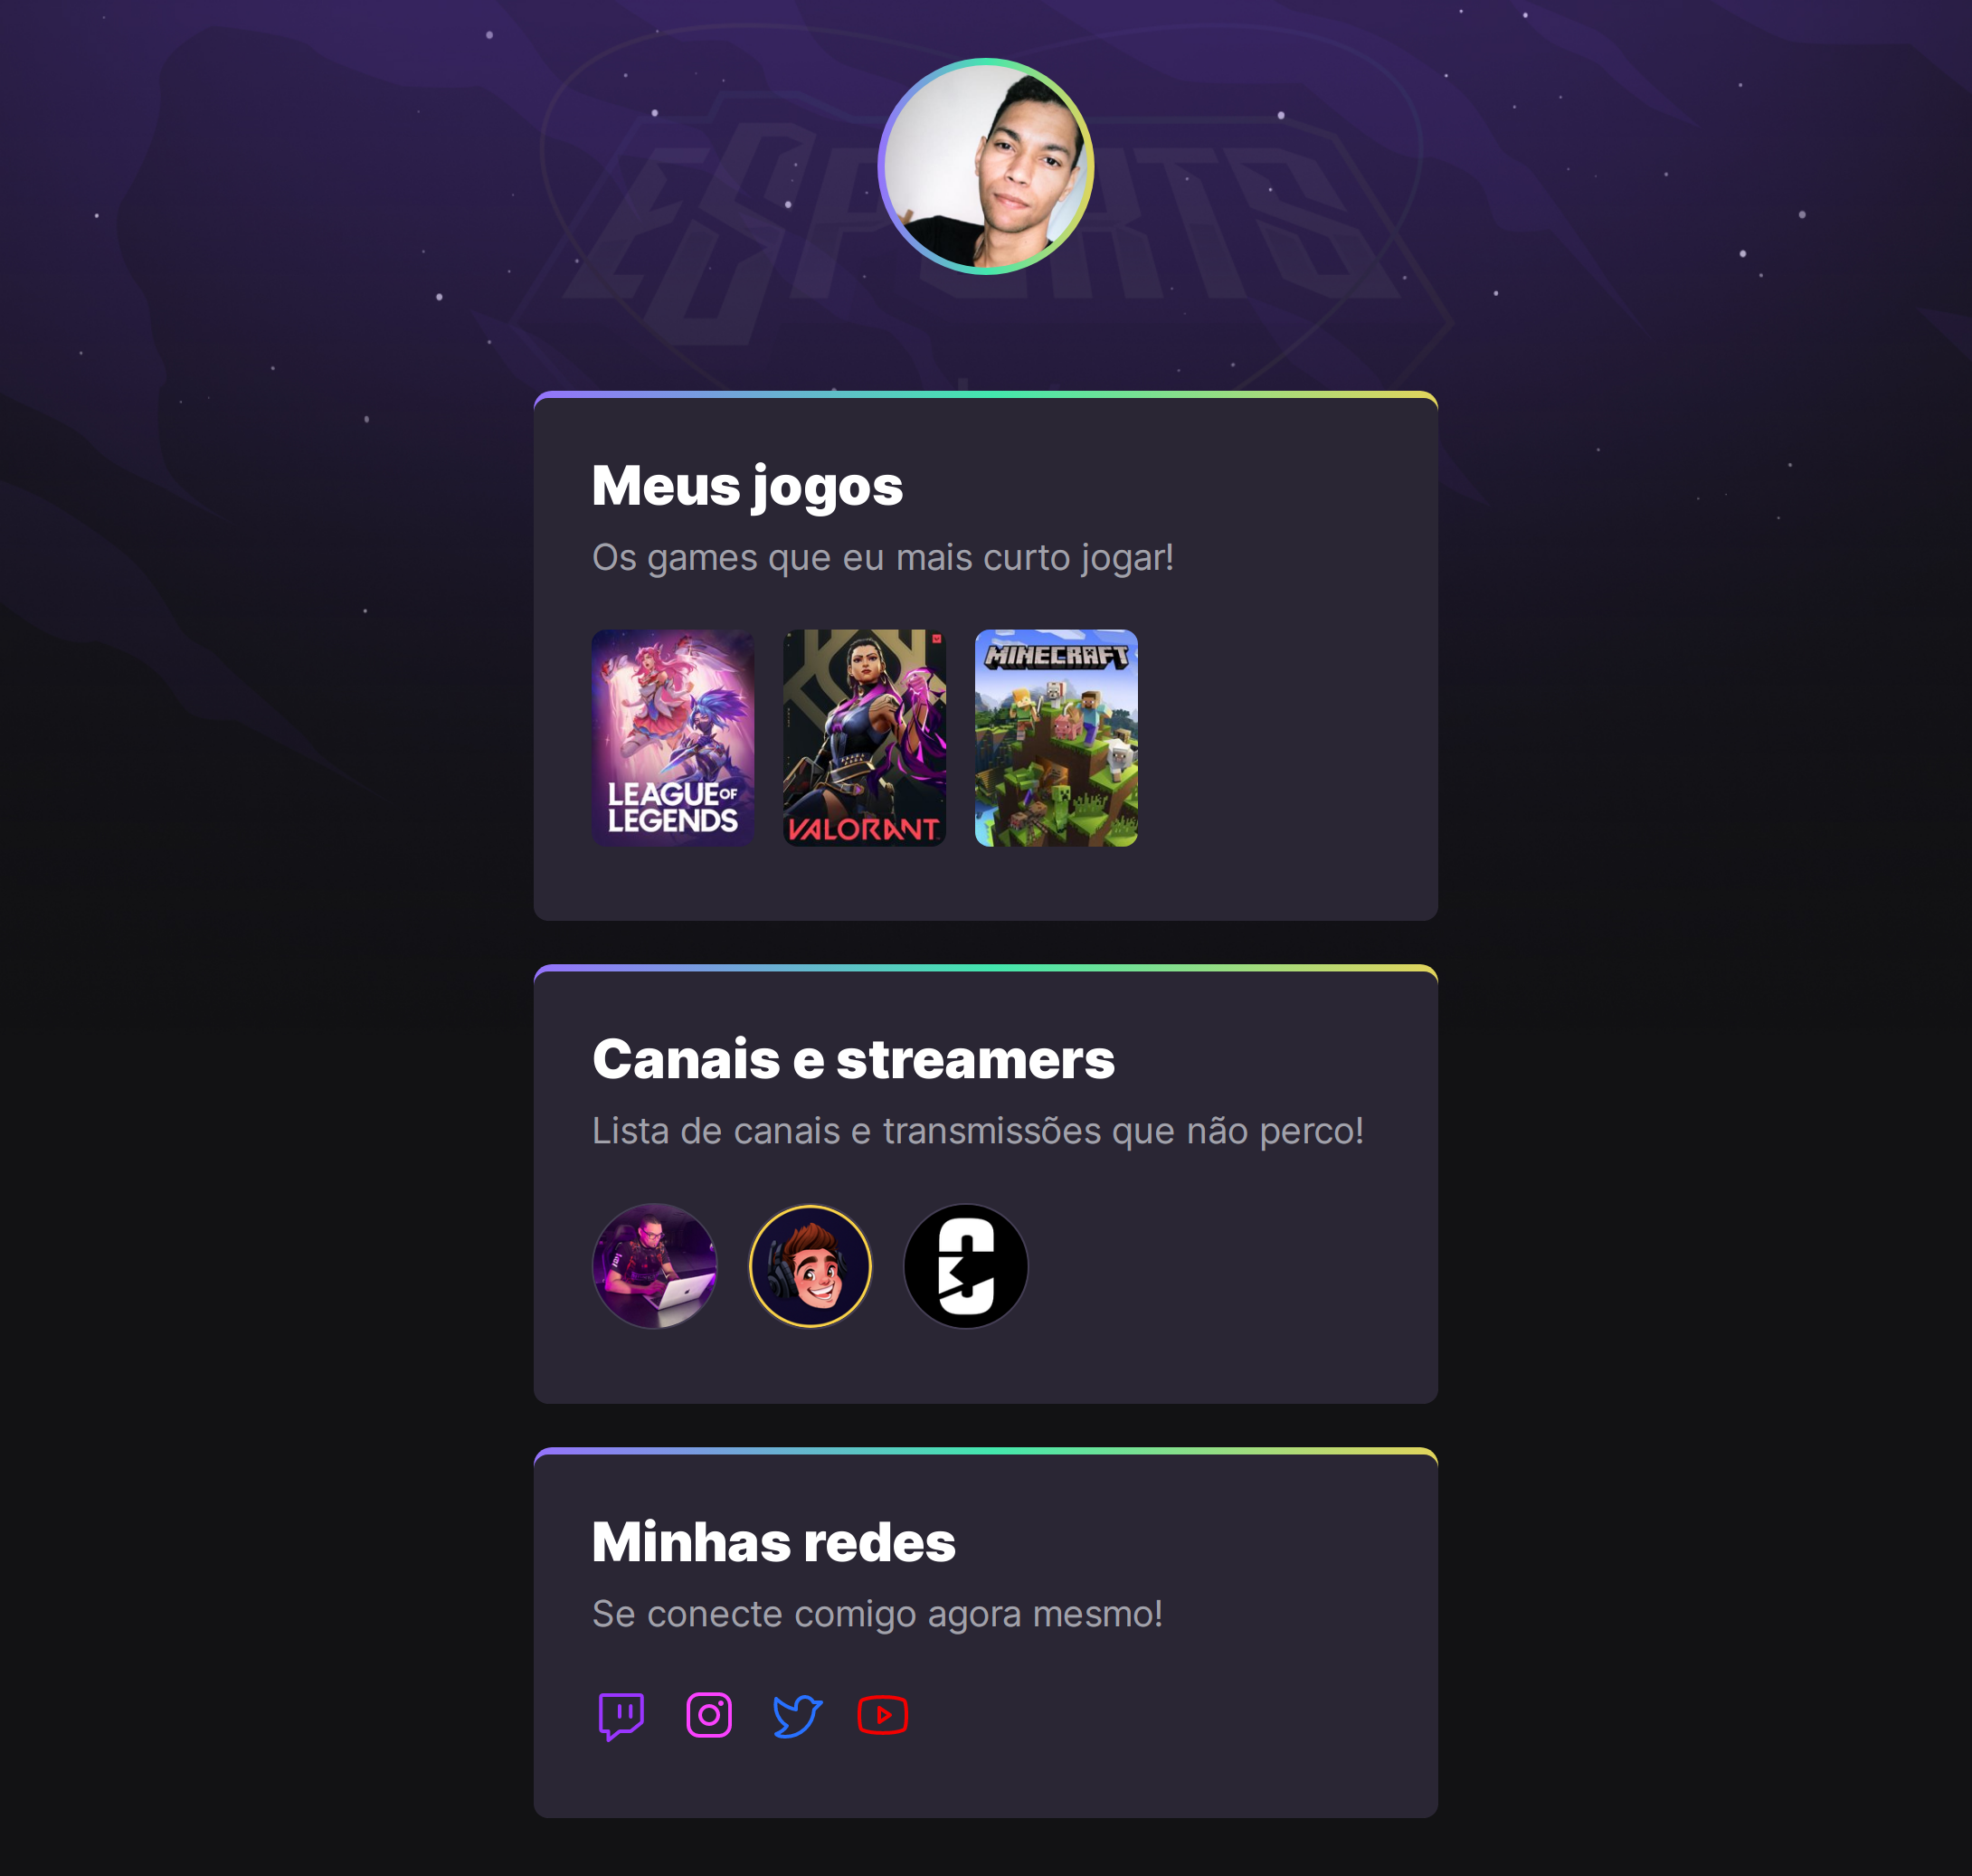 ESPORTS
Meus jogos
Os games que eu mais curto jogar!
LEAGUE OF
LEGENDS
VALORANT
MINECRAFT
Canais e streamers
Lista de canais e transmissões que não perco!
Minhas redes
Se conecte comigo agora mesmo!